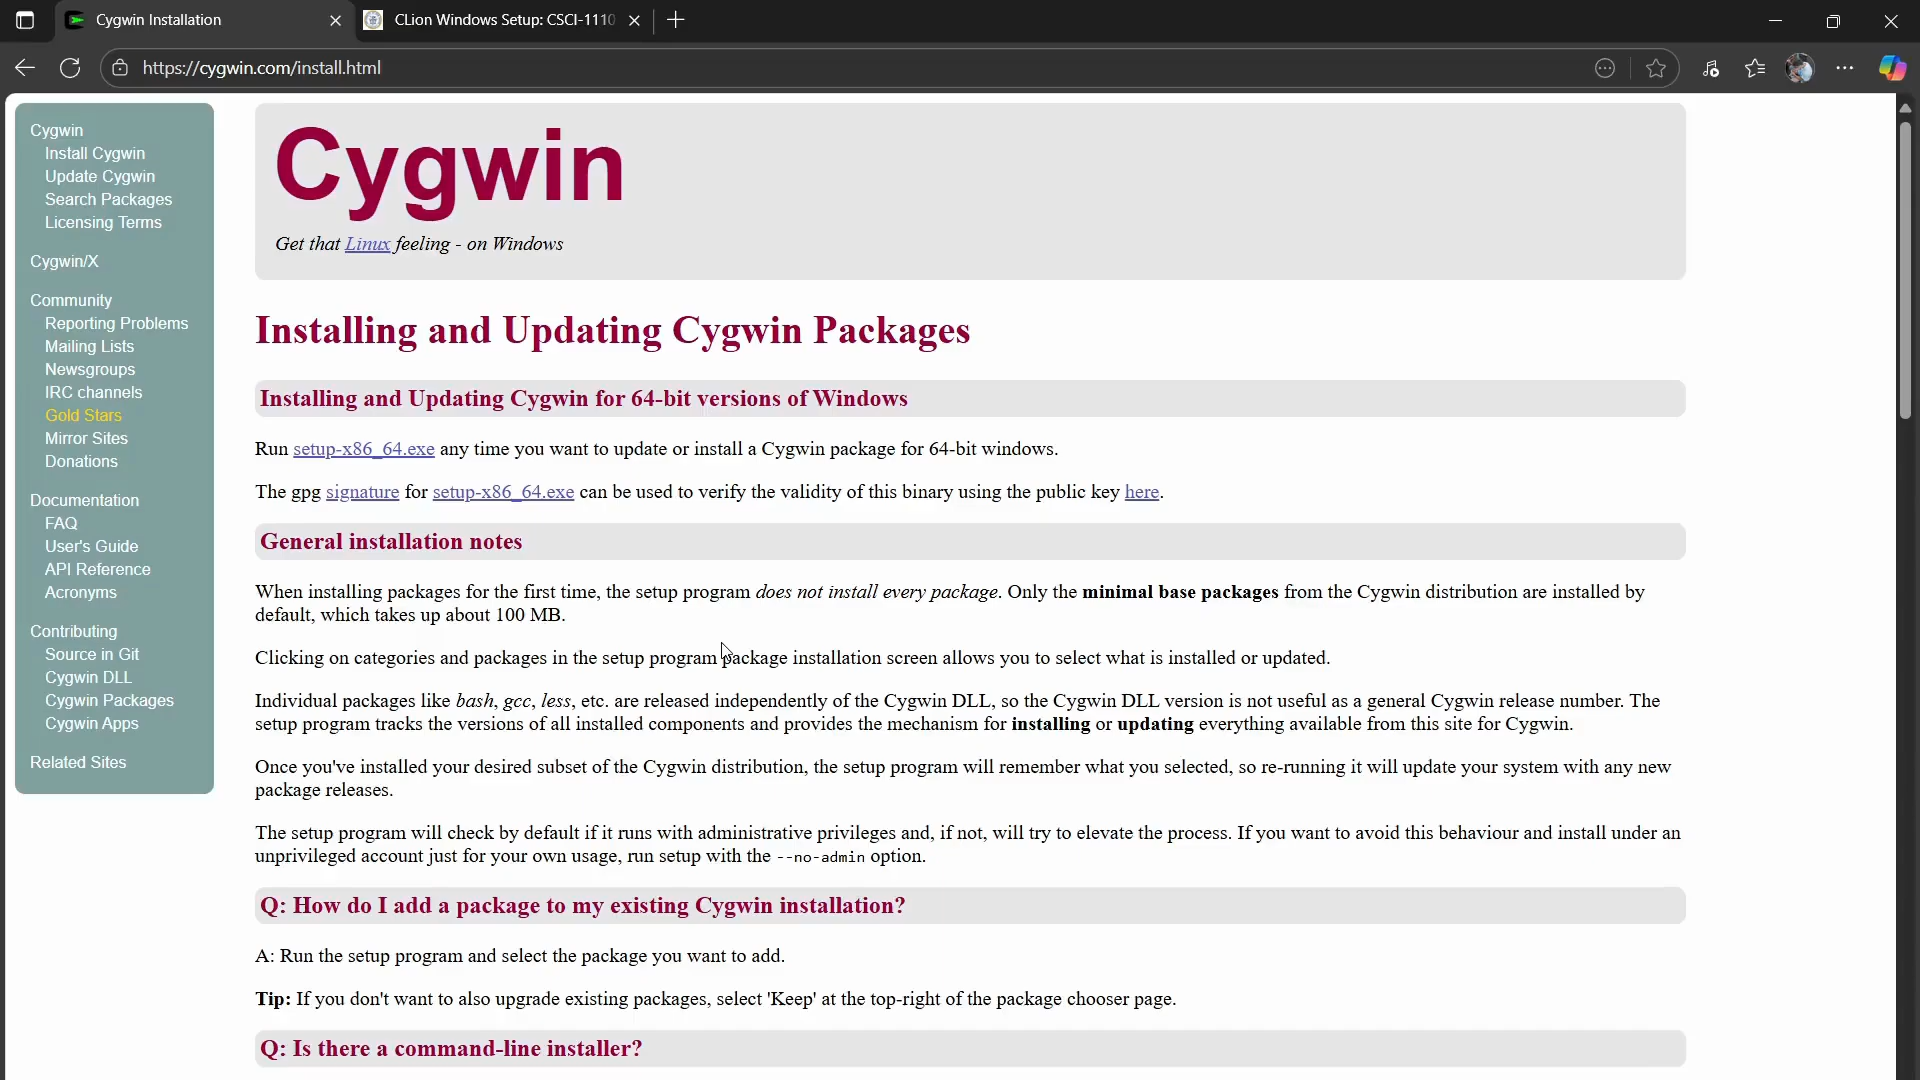 Cygwin Installation
CLion Windows Setup: CSCI-1110
https://cygwin.com/install.html
Cygwin
Install Cygwin
Update Cygwin
Search Packages
Licensing Terms
Cygwin/X
Community
Reporting Problems
Mailing Lists
Newsgroups
IRC channels
Gold Stars
Mirror Sites
Donations
Documentation
FAQ
User's Guide
API Reference
Acronyms
Contributing
Source in Git
Cygwin DLL
Cygwin Packages
Cygwin Apps
Related Sites
Cygwin
Get that Linux feeling - on Windows
Installing and Updating Cygwin Packages
Installing and Updating Cygwin for 64-bit versions of Windows
Run setup-x86_64.exe any time you want to update or install a Cygwin package for 64-bit windows.
The gpg signature for setup-x86_64.exe can be used to verify the validity of this binary using the public key here.
General installation notes
When installing packages for the first time, the setup program does not install every package. Only the minimal base packages from the Cygwin distribution are installed by
default, which takes up about 100 MB.
Clicking on categories and packages in the setup program package installation screen allows you to select what is installed or updated.
Individual packages like bash, gcc, less, etc. are released independently of the Cygwin DLL, so the Cygwin DLL version is not useful as a general Cygwin release number. The
setup program tracks the versions of all installed components and provides the mechanism for installing or updating everything available from this site for Cygwin.
Once you've installed your desired subset of the Cygwin distribution, the setup program will remember what you selected, so re-running it will update your system with any new
package releases.
The setup program will check by default if it runs with administrative privileges and, if not, will try to elevate the process. If you want to avoid this behaviour and install under an
unprivileged account just for your own usage, run setup with the --no-admin option.
Q: How do I add a package to my existing Cygwin installation?
A: Run the setup program and select the package you want to add.
Tip: If you don't want to also upgrade existing packages, select 'Keep' at the top-right of the package chooser page.
Q: Is there a command-line installer?